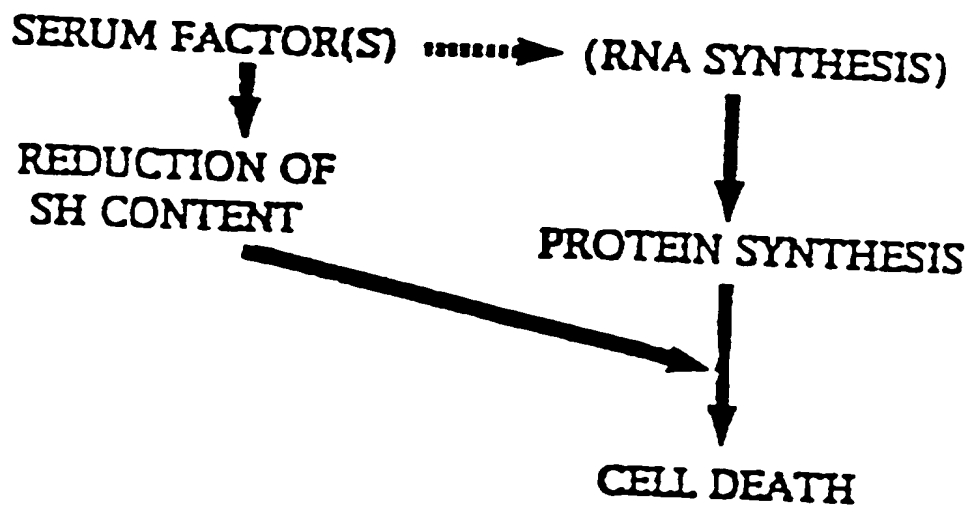 SERUM FACTOR(S)
(RNA SYNTHESIS)
REDUCTION OF
SH CONTENT
PROTEIN SYNTHESIS
CELL DEATH